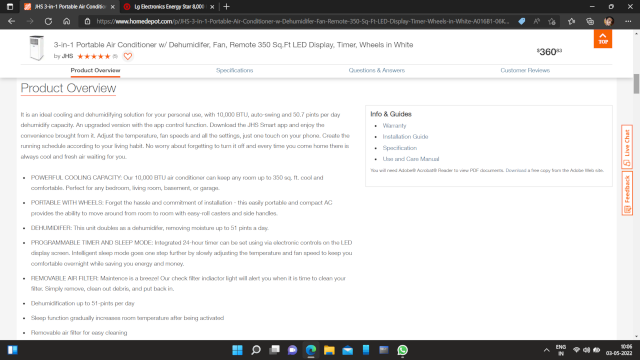 JHS 3-in-1 Portable Air Conditio
Lg Electronics Energy Star 8,000
https://www.homedepot.com/p/JHS-3-in-1-Portable-Air-Conditioner-w-Dehumidifer-Fan-Remote-350-Sq-Ft-LED-Display-Timer-Wheels-in-White-A016B1-06K...
3-in-1 Portable Air Conditioner w/ Dehumidifer, Fan, Remote 350 Sq.Ft LED Display, Timer, Wheels in White
by JHS
$360
TOP
Product Overview
Specifications
Questions & Answers
Customer Reviews
Product Overview
It is an ideal cooling and dehumidifying solution for your personal use, with 10,000 BTU, auto-swing and 50.7 pints per day
dehumidity capacity. An upgraded version with the app control function. Download the JHS Smart app and enjoy the
convenience brought from it. Adjust the temperature, fan speeds and all the settings, just one touch on your phone. Create the
running schedule according to your living habit. No worry about forgetting to turn it off and every time you come home there is
always cool and fresh air waiting for you.
POWERFUL COOLING CAPACITY: Our 10,000 BTU air conditioner can keep any room up to 350 sq. ft. cool and
comfortable. Perfect for any bedroom, living room, basement, or garage.
PORTABLE WITH WHEELS: Forget the hassle and commitment of installation - this easily portable and compact AC
provides the ability to move around from room to room with easy-roll casters and side handles.
DEHUMIDIFER: This unit doubles as a dehumidifer, removing moisture up to 51 pints a day.
PROGRAMMABLE TIMER AND SLEEP MODE: Integrated 24-hour timer can be set using via electronic controls on the LED
display screen. Intelligent sleep mode goes one step further by slowly adjusting the temperature and fan speed to keep you
comfortable overnight while saving you energy and money.
REMOVABLE AIR FILTER: Maintence is a breeze! Our check filter indiactor light will alert you when it is time to clean your
filter. Simply remove, clean out debris, and put back in.
Dehumidification up to 51-pints per day
Sleep function gradually increases room temperature after being activated
Removable air filter for easy cleaning
Info & Guides
Warranty
Installation Guide
Specification
Use and Care Manual
You will need Adobe® Acrobat® Reader to view PDF documents. Download a free copy from the Adobe Web site.
Live Chat
Feedback
ENG
IN
10:06
03-05-2022